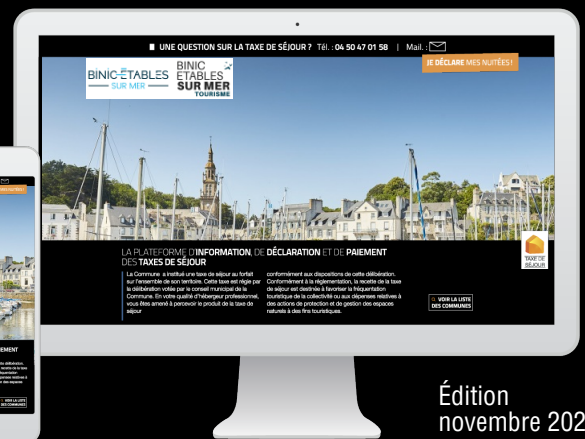 UNE QUESTION SUR LA TAXE DE SÉJOUR ? Tél. : 04 50 47 01 58 | Mail. :
JE DÉCLARE MES NUITÉES !
BINIC-ÉTABLES
SUR MER
BINIC
ETABLES
SUR MER
TOURISME
LA PLATEFORME D'INFORMATION, DE DÉCLARATION ET DE PAIEMENT
DES TAXES DE SÉJOUR
TAXE DE
SÉJOUR
La Commune a institué une taxe de séjour au forfait
sur l'ensemble de son territoire. Cette taxe est régie par
la délibération votée par le conseil municipal de la
Commune. En votre qualité d'hébergeur professionnel,
vous êtes amené à percevoir le produit de la taxe de
séjour
conformément aux dispositions de cette délibération.
Conformément à la réglementation, la recette de la taxe
de séjour est destinée à favoriser la fréquentation
touristique de la collectivité ou aux dépenses relatives à
des actions de protection et de gestion des espaces
naturels à des fins touristiques.
VOIR LA LISTE
DES COMMUNES
VOIR LA LISTE
DES COMMUNES
Édition
novembre 202